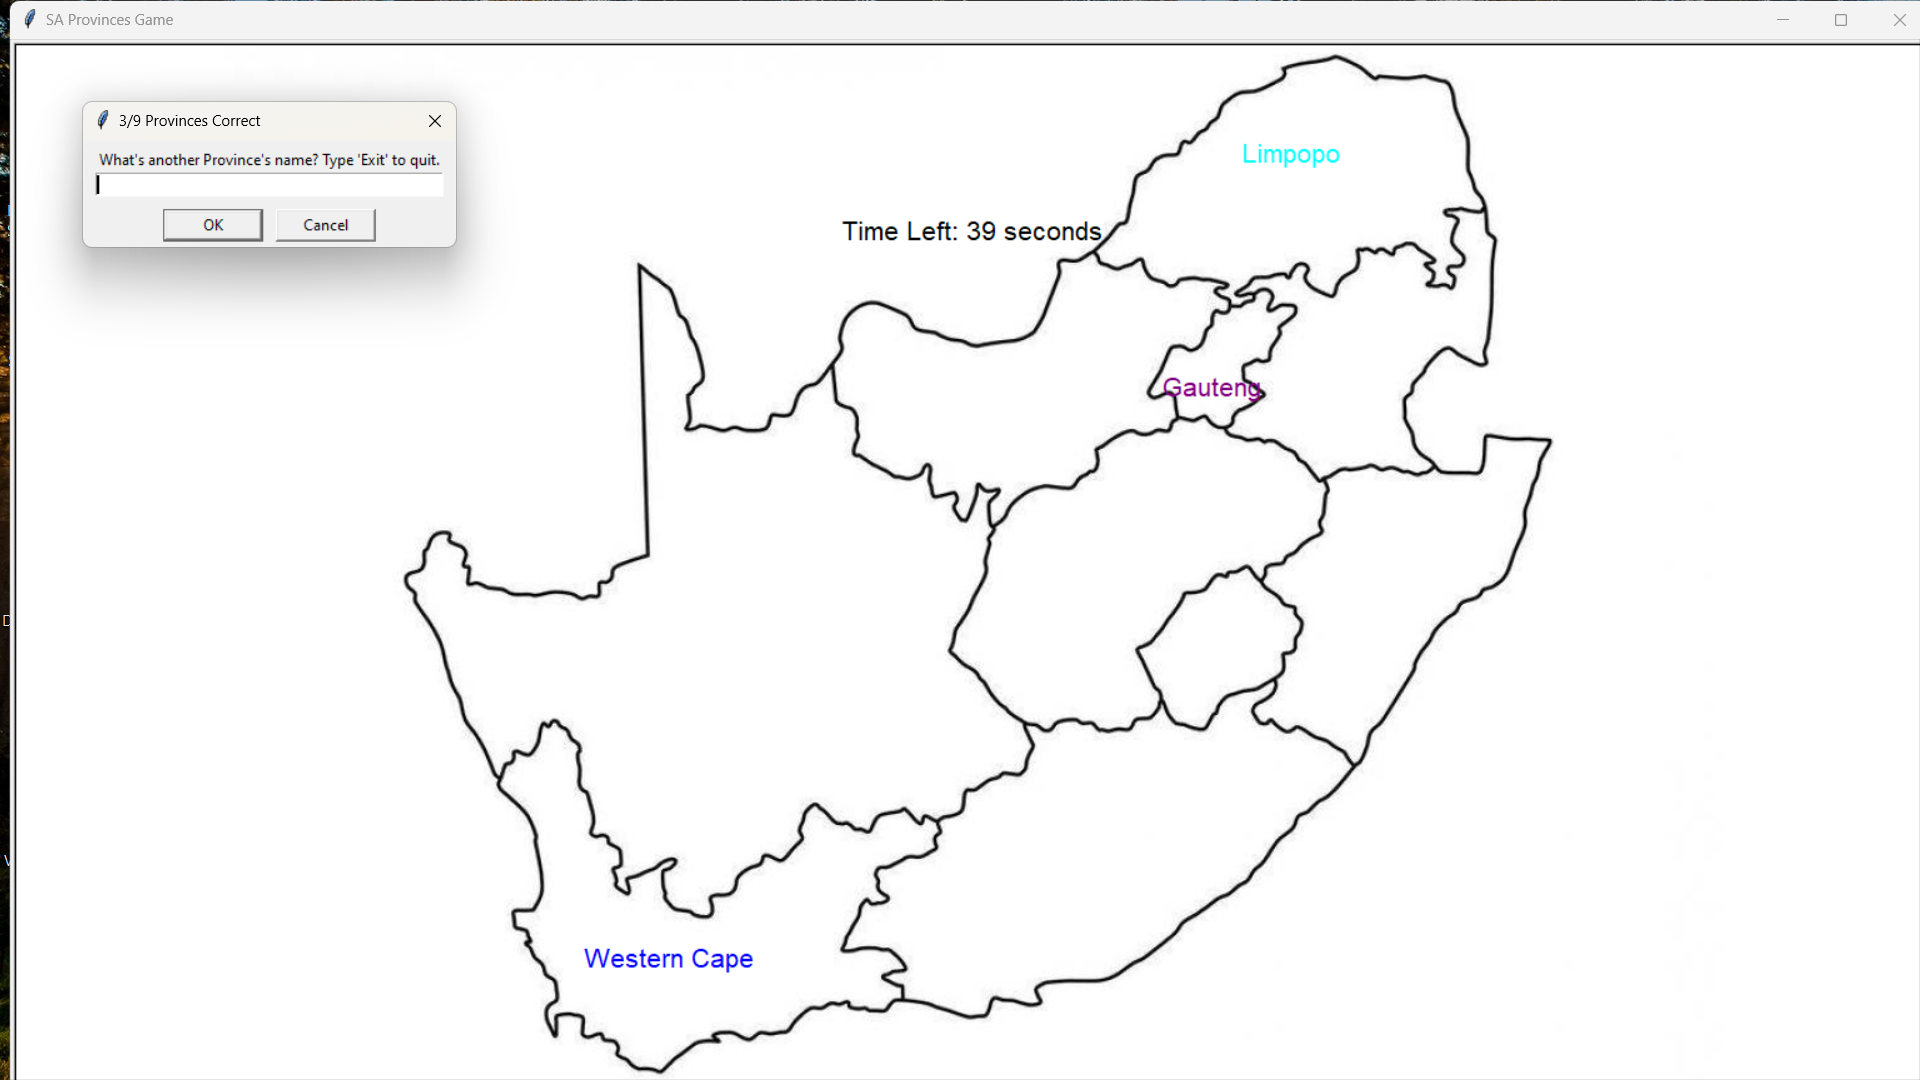 SA Provinces Game
3/9 Provinces Correct
What's another Province's name? Type 'Exit' to quit.
OK
Cancel
Limpopo
Time Left: 39 seconds
Gauteng
Western Cape